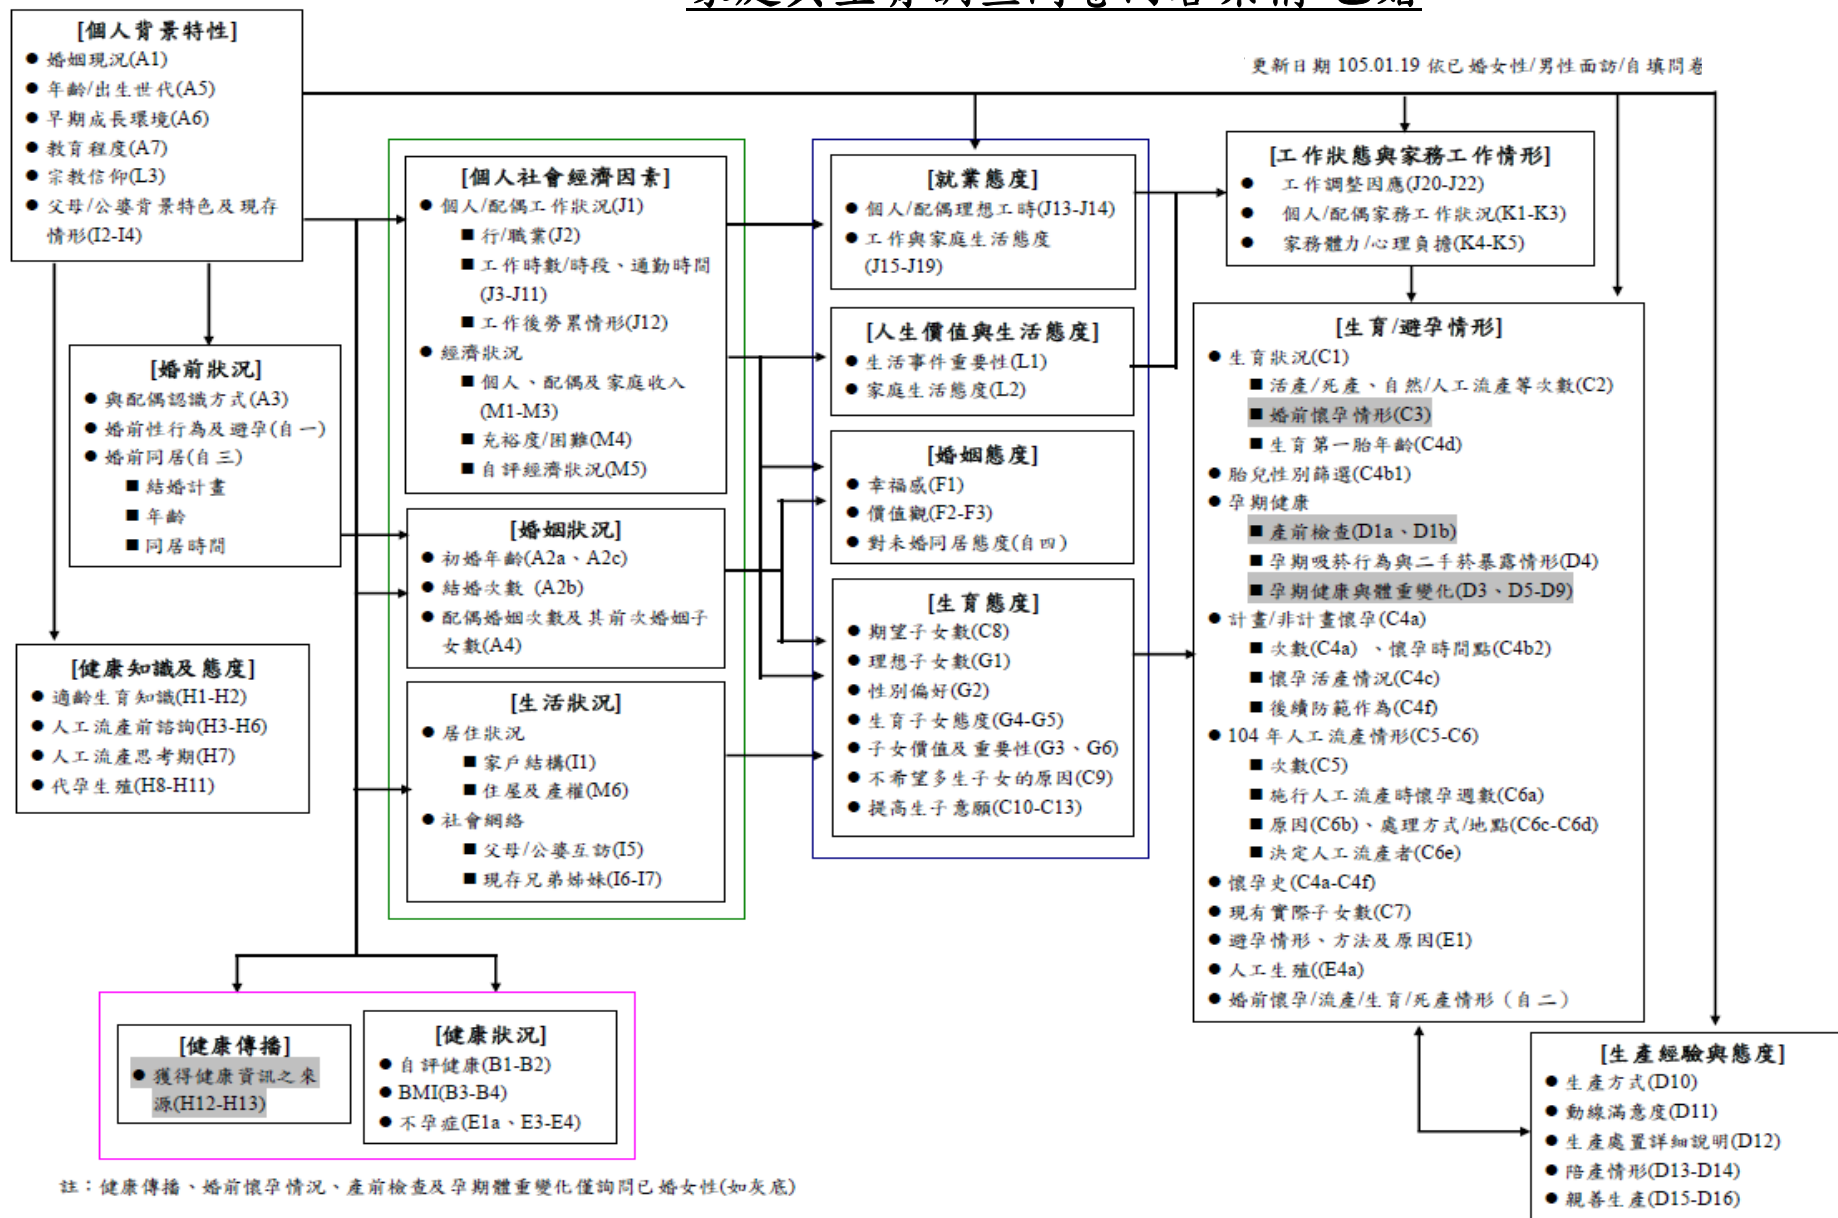 家庭與生育調查問卷內容架構-已婚
更新日期 105.01.19 依已婚女性/男性面訪/自填問卷
[個人背景特性]
● 婚姻現況(A1)
● 年齡/出生世代(A5)
● 早期成長環境(A6)
● 教育程度(A7)
● 宗教信仰(L3)
● 父母/公婆背景特色及現存
情形(I2-I4)
[婚前狀況]
● 與配偶認識方式(A3)
● 婚前性行為及避孕(自一)
● 婚前同居(自三)
■ 結婚計畫
■ 年齡
■ 同居時間
[健康知識及態度]
● 適齡生育知識(H1-H2)
● 人工流產前諮詢(H3-H6)
● 人工流產思考期(H7)
● 代孕生殖(H8-H11)
[個人社會經濟因素]
● 個人/配偶工作狀況(J1)
■ 行/職業(J2)
■ 工作時數/時段、通勤時間
(J3-J11)
■ 工作後勞累情形(J12)
● 經濟狀況
■ 個人、配偶及家庭收入
(M1-M3)
■ 充裕度/困難(M4)
■ 自評經濟狀況(M5)
[婚姻狀況]
● 初婚年齡(A2a、A2c)
● 結婚次數 (A2b)
● 配偶婚姻次數及其前次婚姻子
女數(A4)
[生活狀況]
● 居住狀況
■ 家戶結構(I1)
■ 住屋及產權(M6)
● 社會網絡
■ 父母/公婆互訪(I5)
■ 現存兄弟姊妹(I6-I7)
[就業態度]
● 個人/配偶理想工時(J13-J14)
● 工作與家庭生活態度
(J15-J19)
[人生價值與生活態度]
● 生活事件重要性(L1)
● 家庭生活態度(L2)
[婚姻態度]
● 幸福感(F1)
● 價值觀(F2-F3)
● 對未婚同居態度(自四)
[生育態度]
● 期望子女數(C8)
● 理想子女數(G1)
● 性別偏好(G2)
● 生育子女態度(G4-G5)
● 子女價值及重要性(G3、G6)
● 不希望多生子女的原因(C9)
● 提高生子意願(C10-C13)
[工作狀態與家務工作情形]
● 工作調整因應(J20-J22)
● 個人/配偶家務工作狀況(K1-K3)
● 家務體力/心理負擔(K4-K5)
[生育/避孕情形]
● 生育狀況(C1)
■ 活產/死產、自然/人工流產等次數(C2)
■ 婚前懷孕情形(C3)
■ 生育第一胎年齡(C4d)
● 胎兒性別篩選(C4b1)
● 孕期健康
■ 產前檢查(D1a、D1b)
■ 孕期吸菸行為與二手菸暴露情形(D4)
■ 孕期健康與體重變化(D3、D5-D9)
● 計畫/非計畫懷孕(C4a)
■ 次數(C4a) 、懷孕時間點(C4b2)
■ 懷孕活產情況(C4c)
■ 後續防範作為(C4f)
● 104 年人工流產情形(C5-C6)
■ 次數(C5)
■ 施行人工流產時懷孕週數(C6a)
■ 原因(C6b)、處理方式/地點(C6c-C6d)
■ 決定人工流產者(C6e)
● 懷孕史(C4a-C4f)
● 現有實際子女數(C7)
● 避孕情形、方法及原因(E1)
● 人工生殖((E4a)
● 婚前懷孕/流產/生育/死產情形（自二）
[健康傳播]
● 獲得健康資訊之來
源(H12-H13)
[健康狀況]
● 自評健康(B1-B2)
● BMI(B3-B4)
● 不孕症(E1a、E3-E4)
[生產經驗與態度]
● 生產方式(D10)
● 動線滿意度(D11)
● 生產處置詳細說明(D12)
● 陪產情形(D13-D14)
● 親善生產(D15-D16)
註：健康傳播、婚前懷孕情況、產前檢查及孕期體重變化僅詢問已婚女性(如灰底)